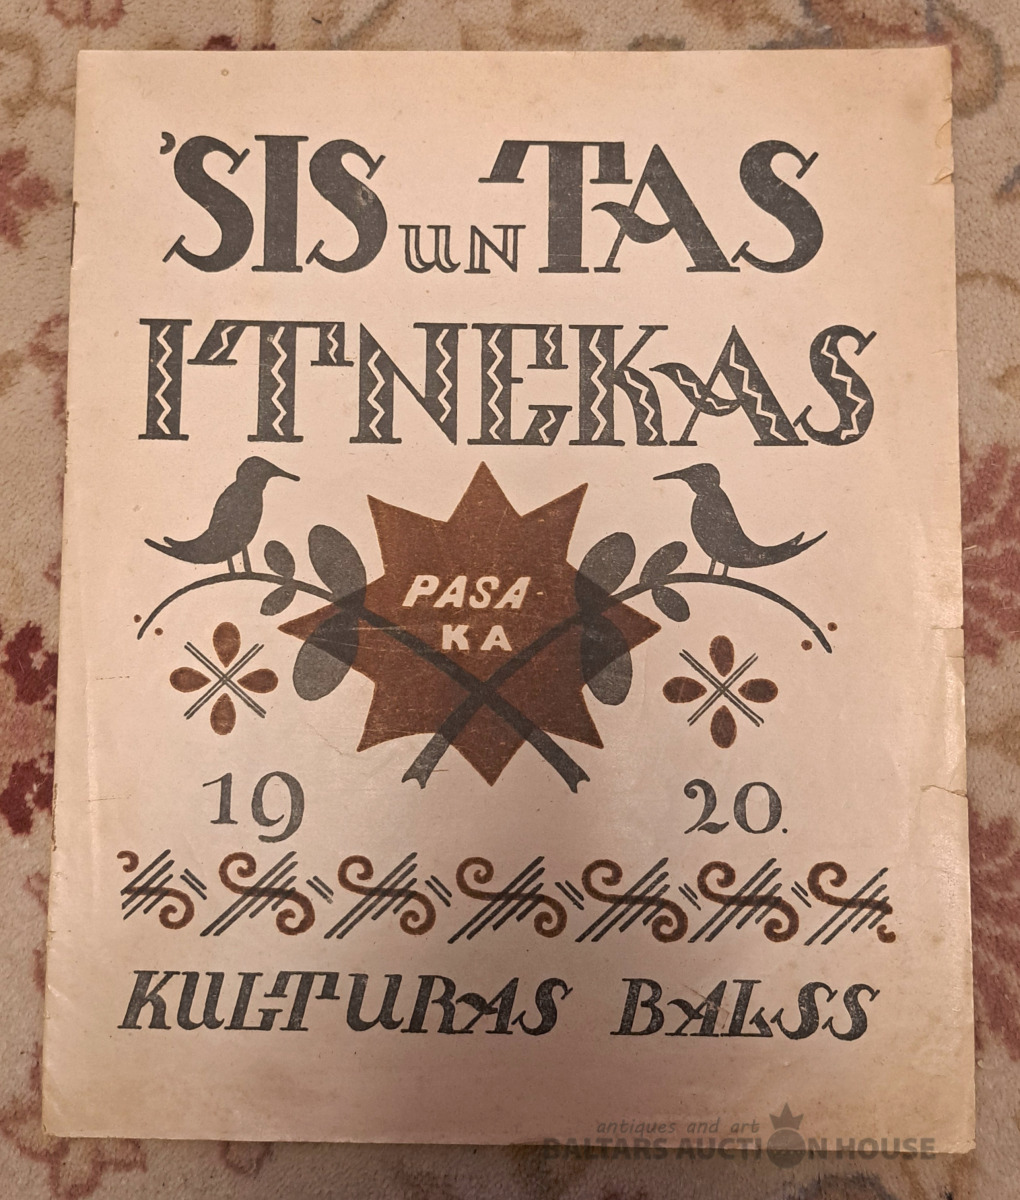 'SIS UN TAS
ITNEKAS
PASA-
KA
19 20.
KULTURAS BALSS
antiques and art
BALTARS AUCTION HOUSE